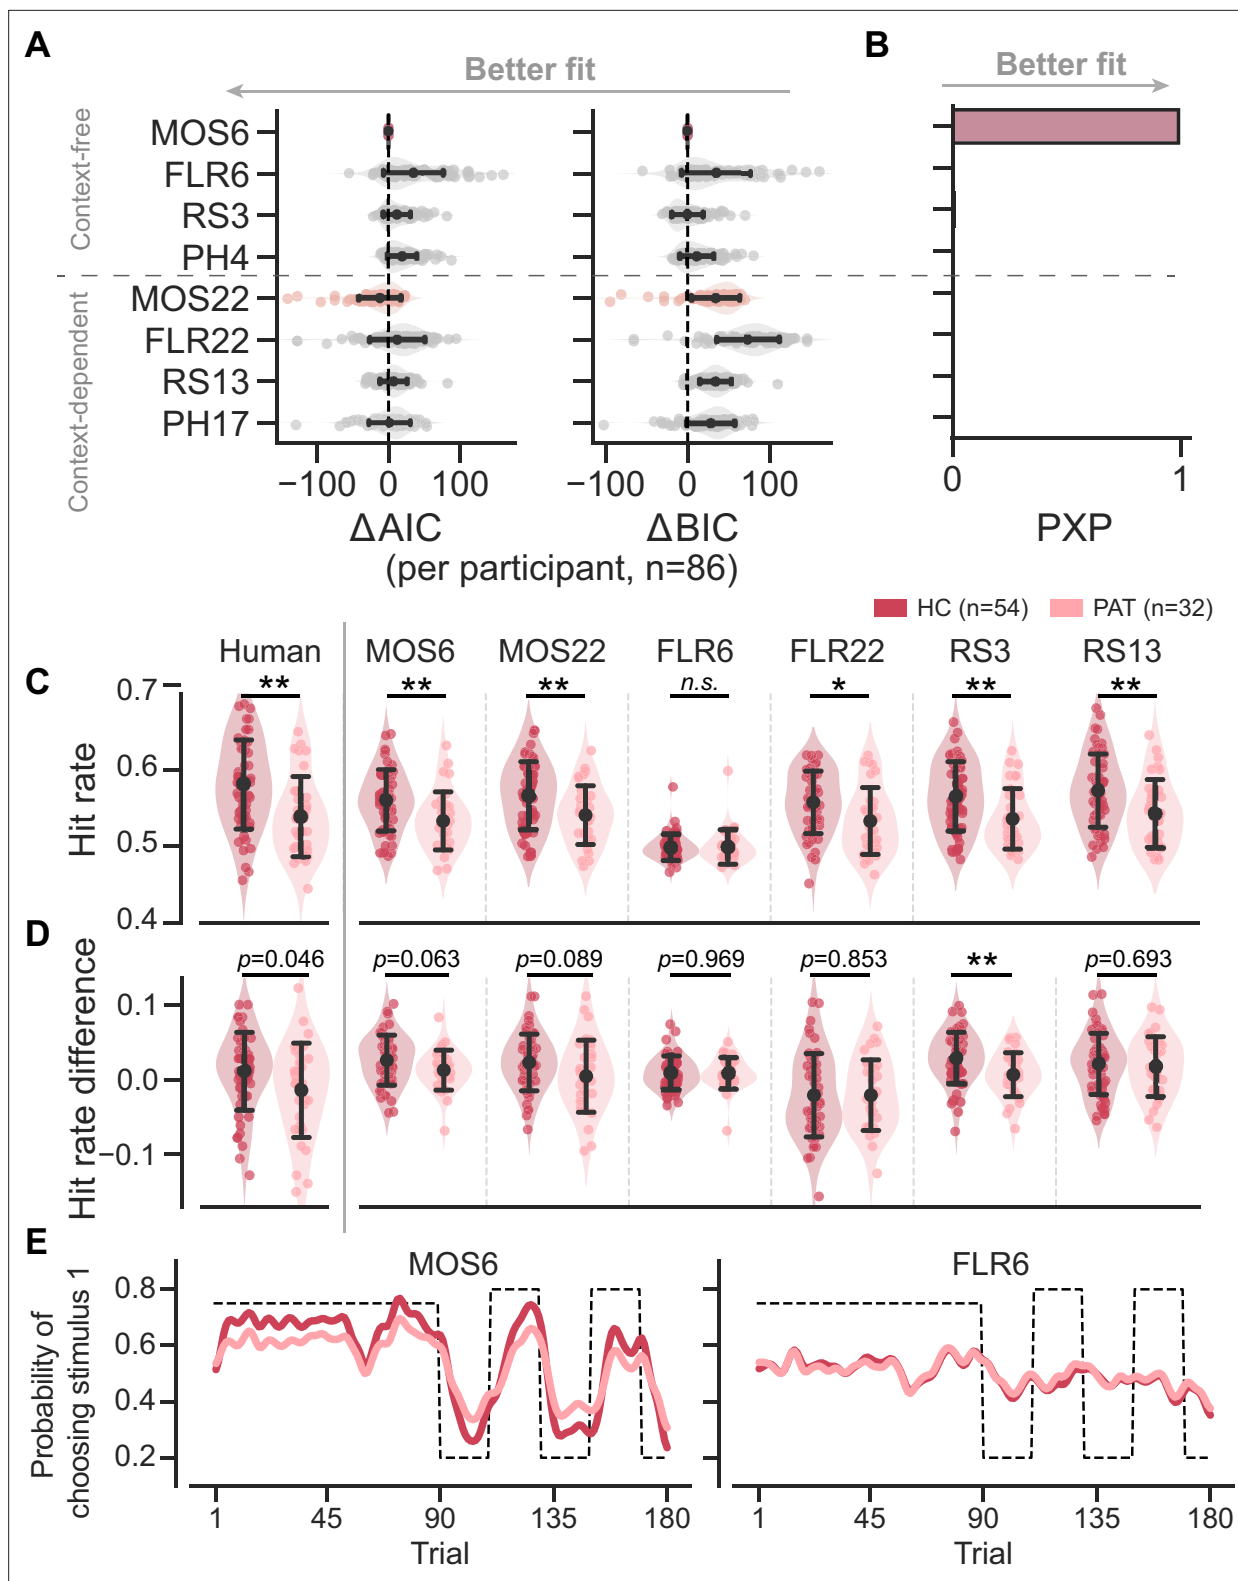 A
B
Better fit
Better fit
Context-free
MOS6
FLR6
RS3
PH4
Context-dependent
MOS22
FLR22
RS13
PH17
−100 0 100
−100 0 100
0 1
ΔAIC
ΔBIC
PXP
(per participant, n=86)
HC (n=54) PAT (n=32)
Human MOS6 MOS22 FLR6 FLR22 RS3 RS13
C
** ** ** n.s. * ** **
Hit rate
0.7
0.6
0.5
0.4
D
p=0.046 p=0.063 p=0.089 p=0.969 p=0.853 ** p=0.693
Hit rate difference
0.1
0.0
−0.1
E
MOS6
FLR6
Probability of
choosing stimulus 1
0.8
0.6
0.4
0.2
1 45 90 135 180
1 45 90 135 180
Trial
Trial